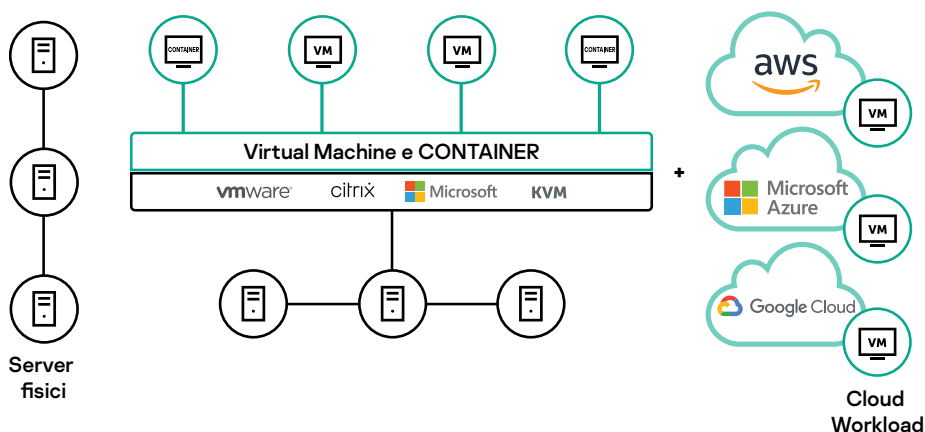 CONTAINER
VM
VM
CONTAINER
Virtual Machine e CONTAINER
vmware®
citrix
Microsoft
KVM
Server
fisici
+
aws
VM
Microsoft
Azure
VM
Google Cloud
VM
Cloud
Workload